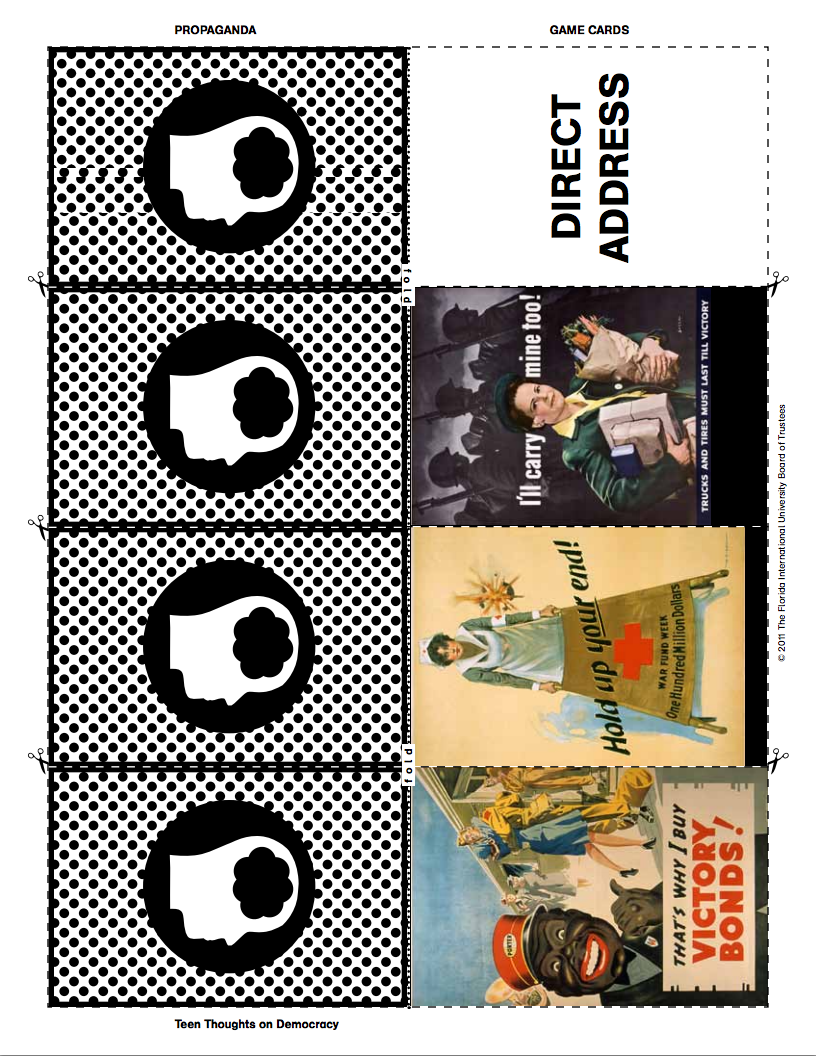 PROPAGANDA
GAME CARDS
DIRECT
ADDRESS
fold
I'll carry mine too!
TRUCKS AND TIRES MUST LAST TILL VICTORY
Hold up your end!
WAR FUND WEEK
One Hundred Million Dollars
fold
PORTER
THAT'S WHY I BUY
VICTORY
BONDS!
© 2011 The Florida International University Board of Trustees
Teen Thoughts on Democracy